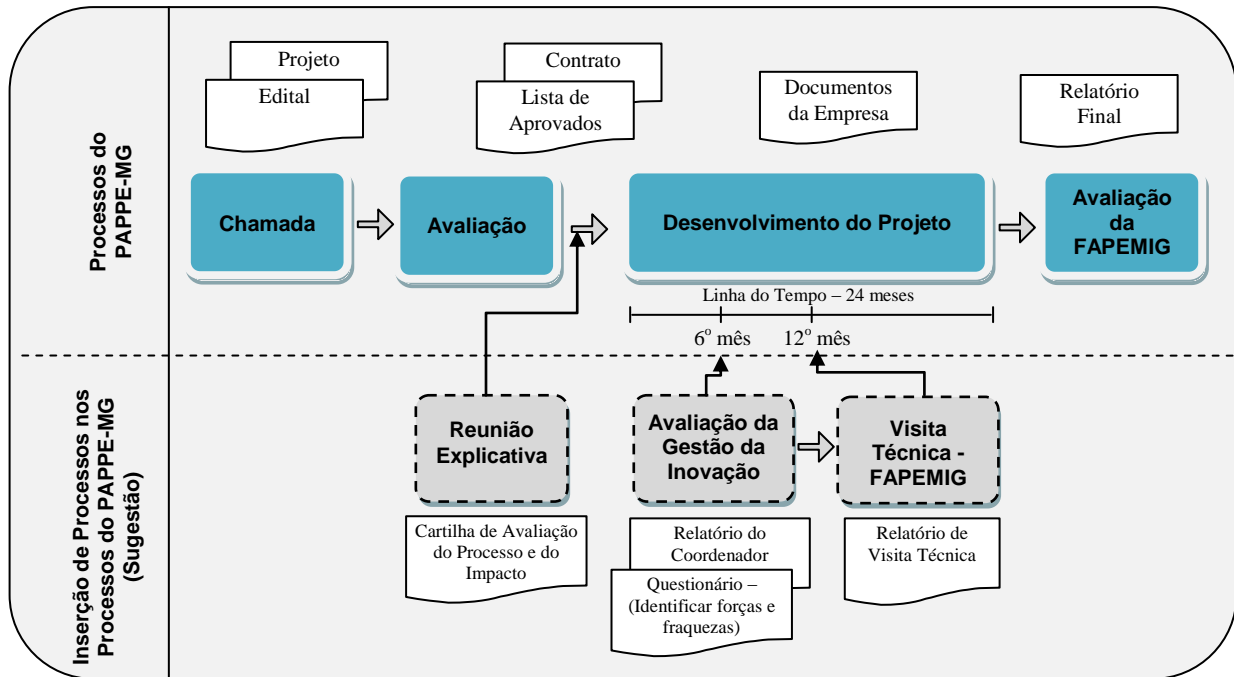 Processos do
PAPPE-MG
Projeto
Edital
Contrato
Lista de
Aprovados
Documentos
da Empresa
Relatório
Final
Chamada
Avaliação
Desenvolvimento do Projeto
Avaliação
da
FAPEMIG
Linha do Tempo – 24 meses
6º mês
12º mês
Inserção de Processos nos
Processos do PAPPE-MG
(Sugestão)
Reunião
Explicativa
Avaliação da
Gestão da
Inovação
Visita
Técnica -
FAPEMIG
Cartilha de Avaliação
do Processo e do
Impacto
Relatório do
Coordenador
Questionário –
(Identificar forças e
fraquezas)
Relatório de
Visita Técnica